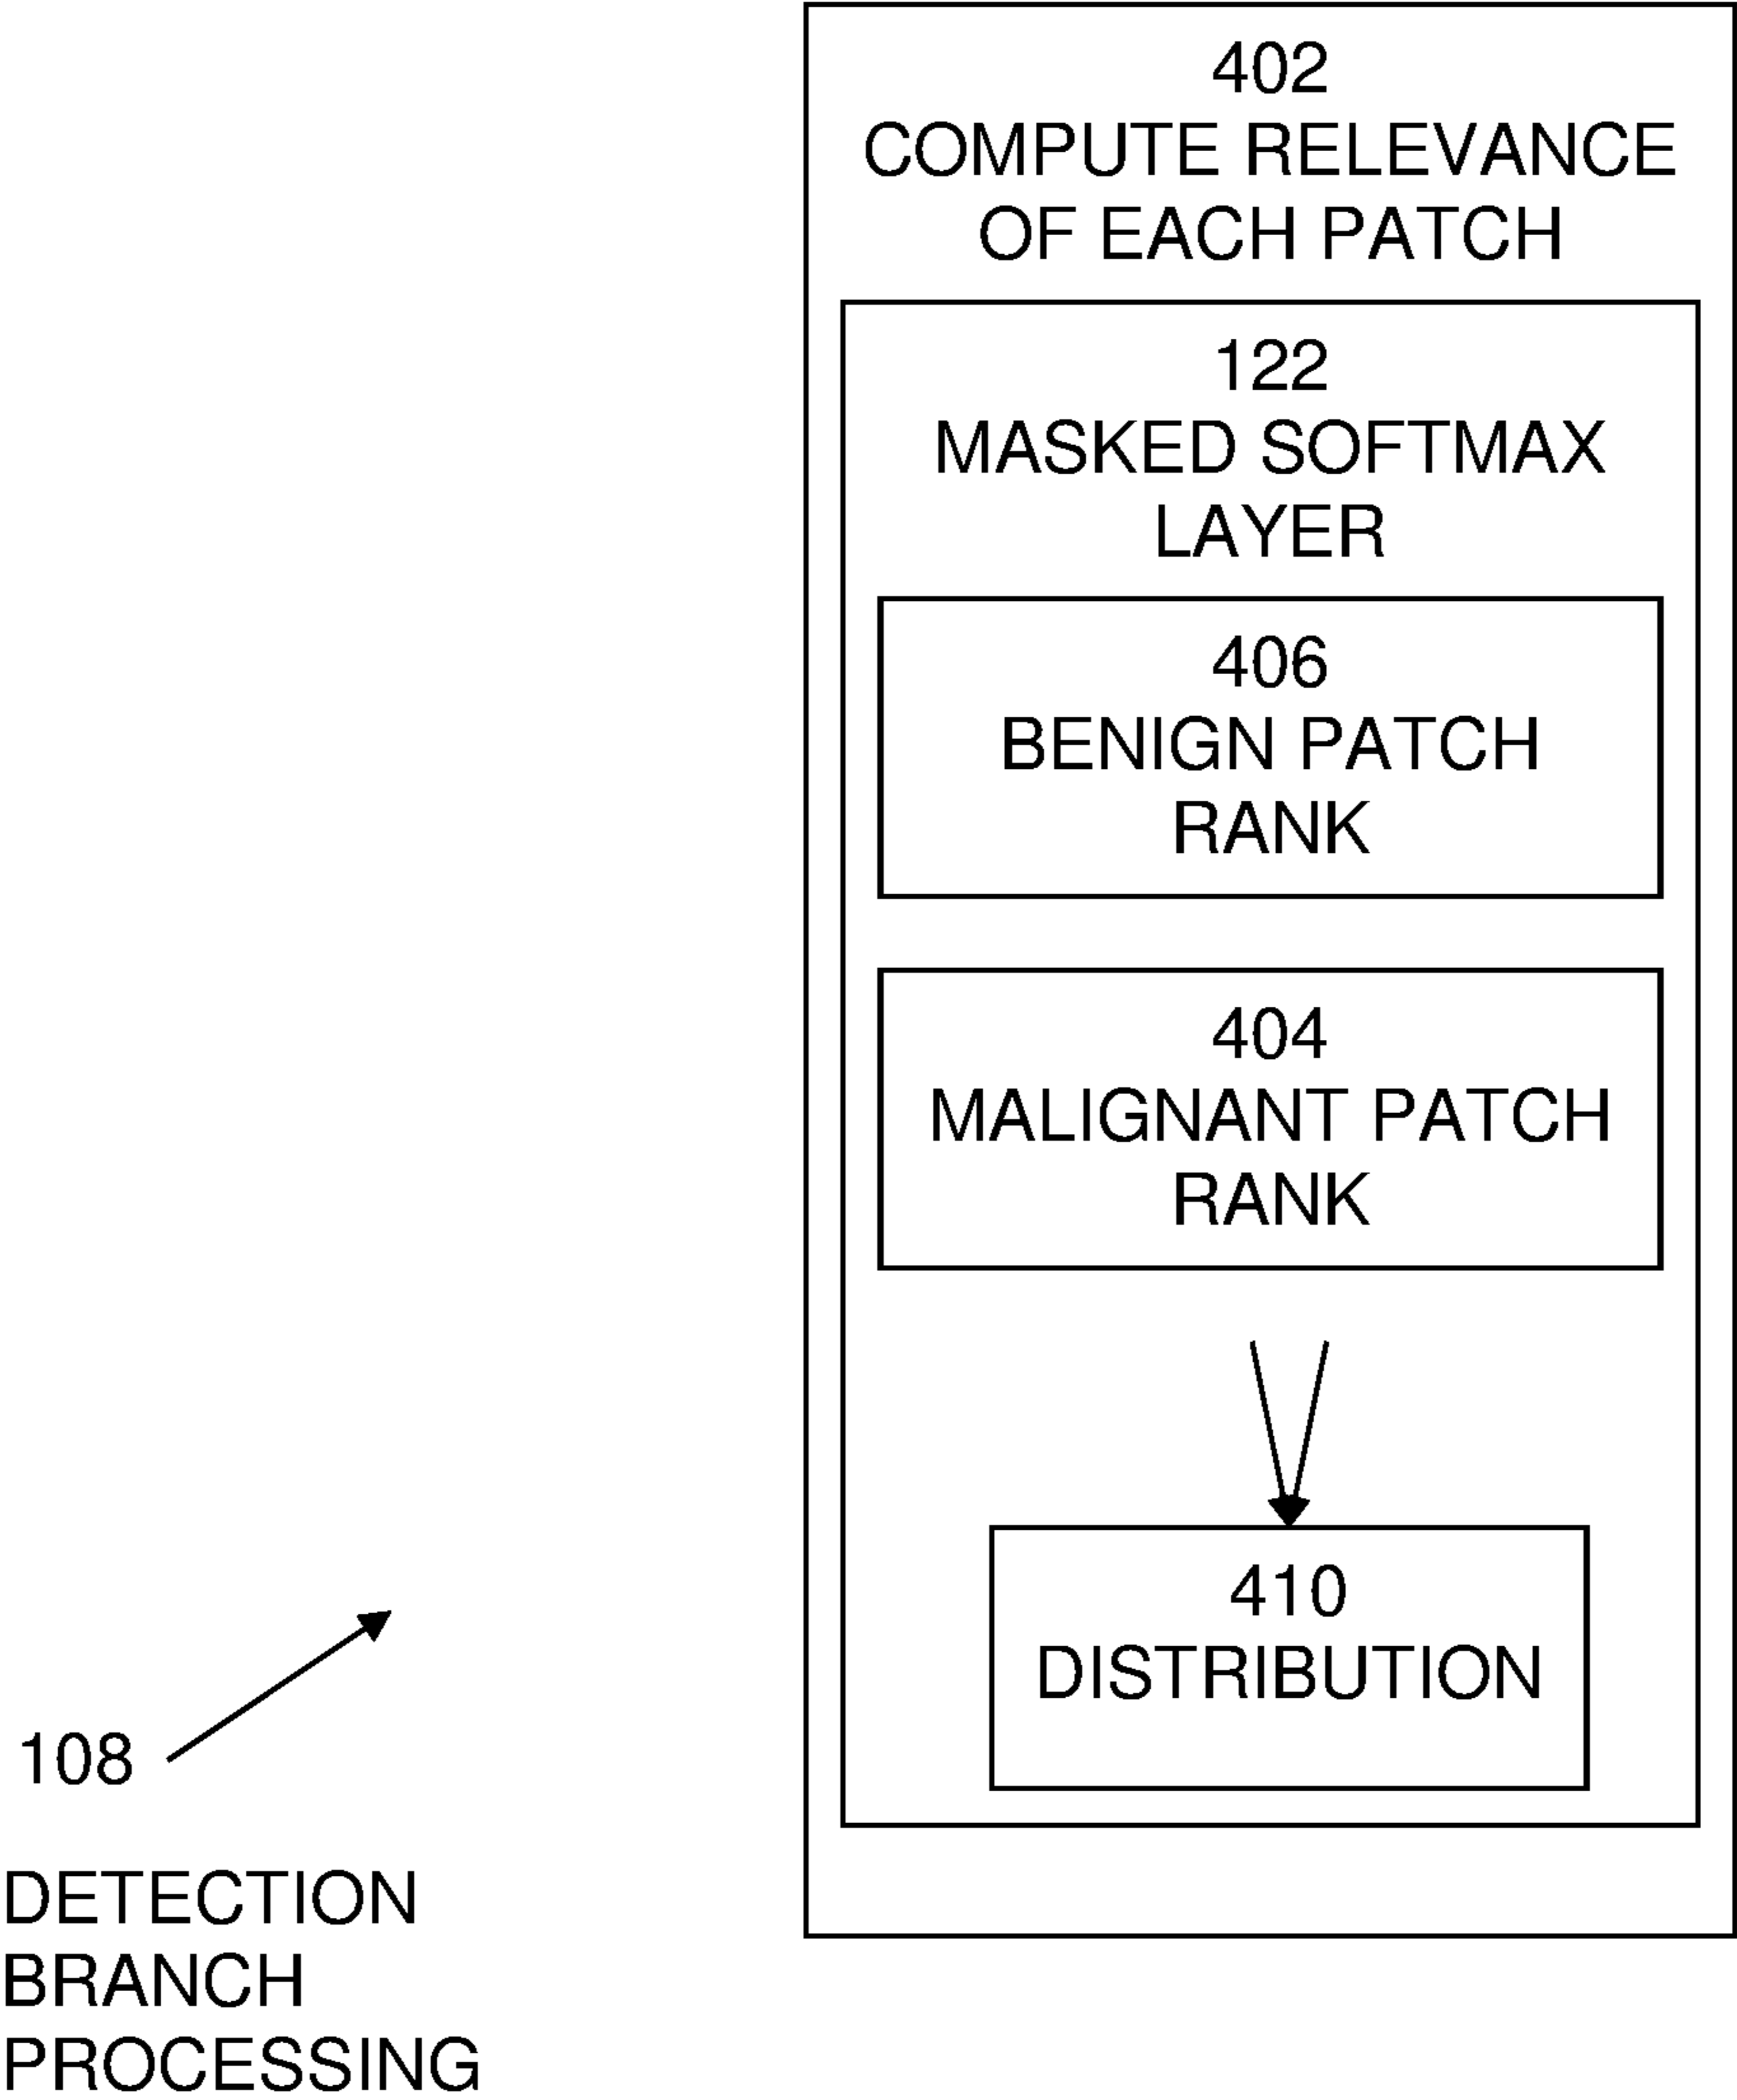 402
COMPUTE RELEVANCE
OF EACH PATCH
122
MASKED SOFTMAX
LAYER
406
BENIGN PATCH
RANK
404
MALIGNANT PATCH
RANK
410
DISTRIBUTION
108
DETECTION
BRANCH
PROCESSING